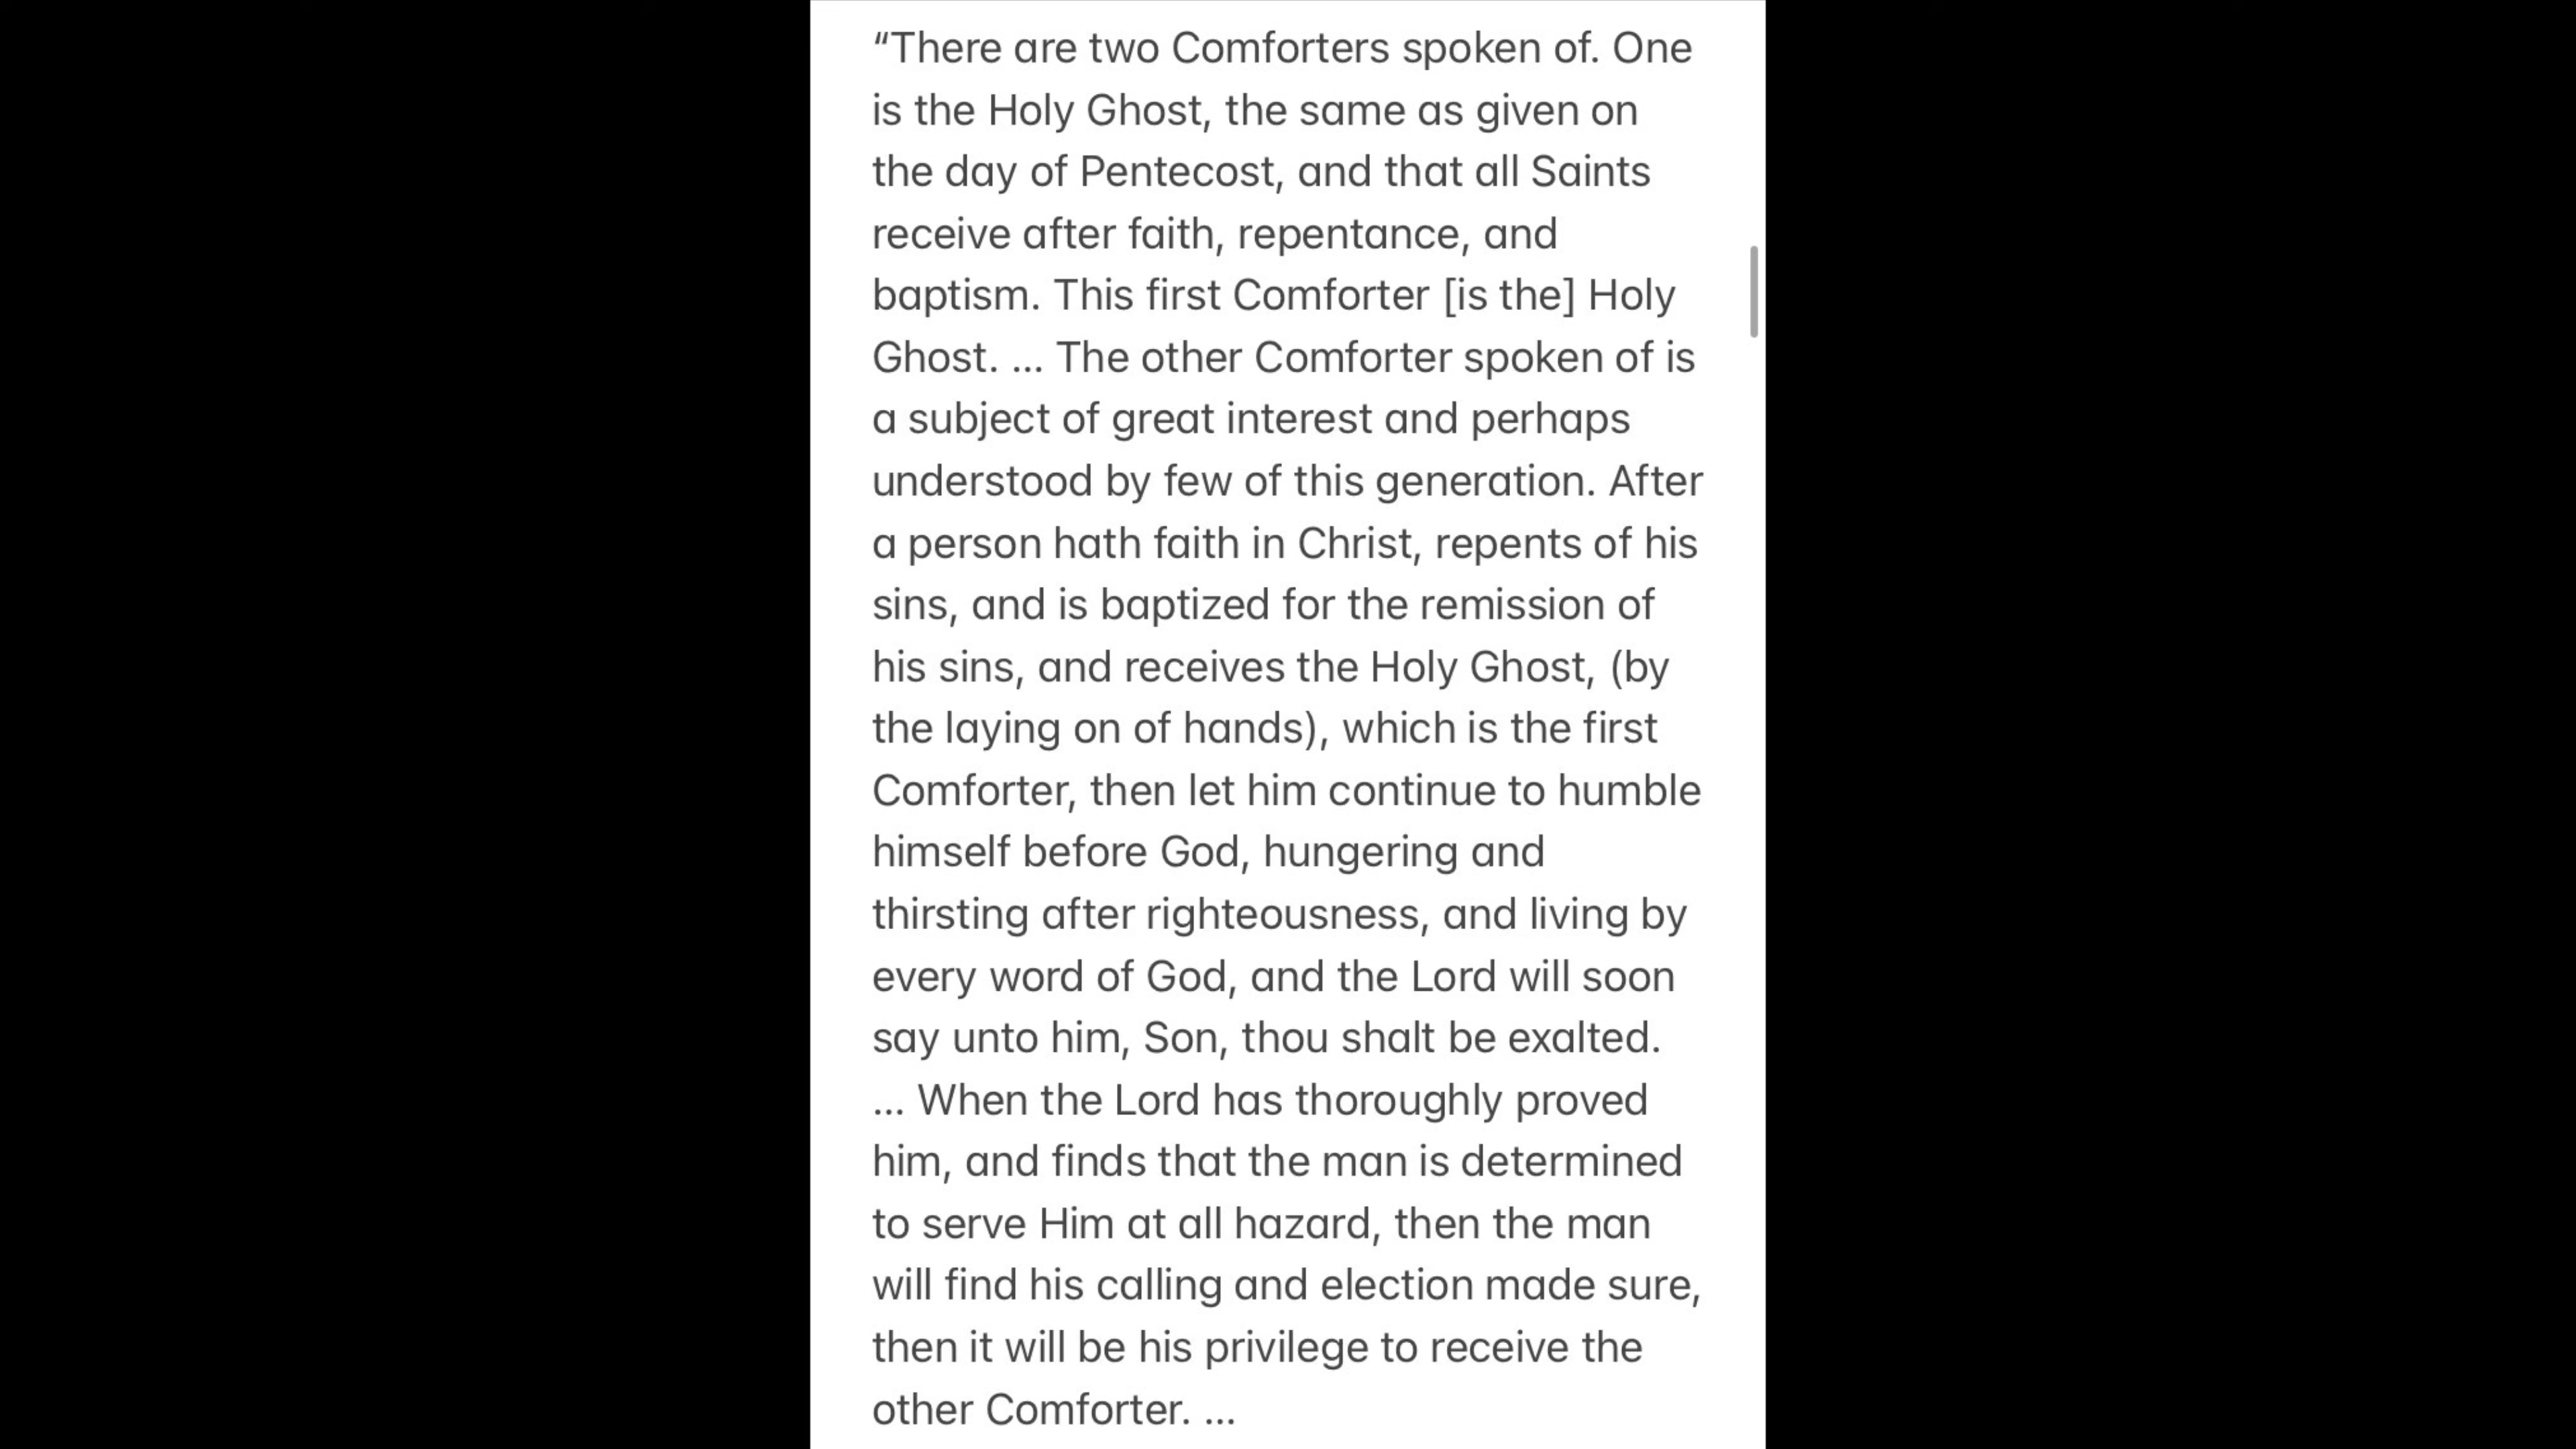 “There are two Comforters spoken of. One
is the Holy Ghost, the same as given on
the day of Pentecost, and that all Saints
receive after faith, repentance, and
baptism. This first Comforter [is the] Holy
Ghost. … The other Comforter spoken of is
a subject of great interest and perhaps
understood by few of this generation. After
a person hath faith in Christ, repents of his
sins, and is baptized for the remission of
his sins, and receives the Holy Ghost, (by
the laying on of hands), which is the first
Comforter, then let him continue to humble
himself before God, hungering and
thirsting after righteousness, and living by
every word of God, and the Lord will soon
say unto him, Son, thou shalt be exalted.
… When the Lord has thoroughly proved
him, and finds that the man is determined
to serve Him at all hazard, then the man
will find his calling and election made sure,
then it will be his privilege to receive the
other Comforter. …